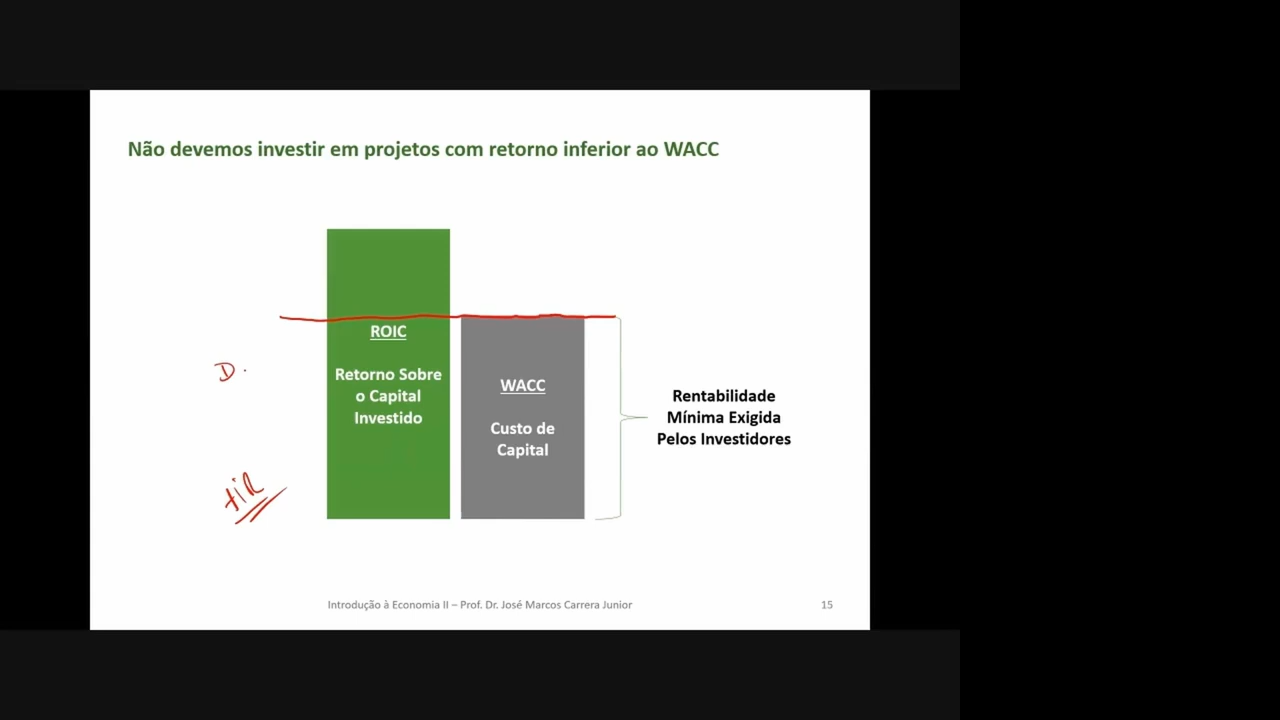 Não devemos investir em projetos com retorno inferior ao WACC
ROIC
Retorno Sobre
o Capital
Investido
WACC
Custo de
Capital
Rentabilidade
Mínima Exigida
Pelos Investidores
D.
tiR
Introdução à Economia II – Prof. Dr. José Marcos Carrera Junior
15